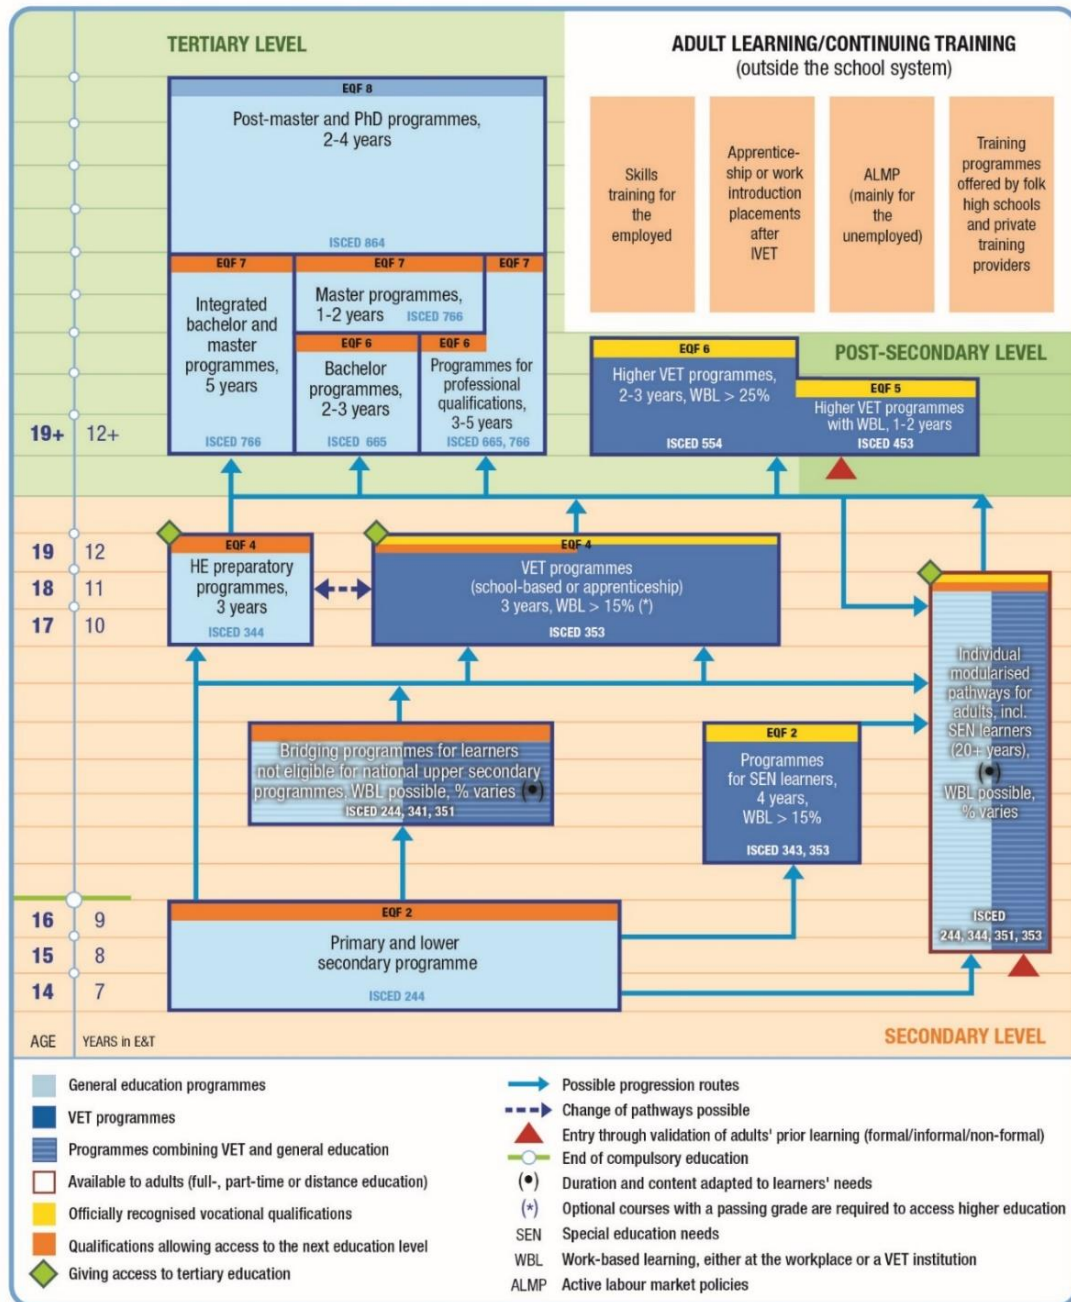 TERTIARY LEVEL
ADULT LEARNING/CONTINUING TRAINING
(outside the school system)
EQF 8
Post-master and PhD programmes,
2-4 years
ISCED 864
Skills
training for
the
employed
Apprentice-
ship or work
introduction
placements
after
IVET
ALMP
(mainly for
the
unemployed)
Training
programmes
offered by folk
high schools
and private
training
providers
EQF 7
Integrated
bachelor and
master
programmes,
5 years
ISCED 766
EQF 7
Master programmes,
1-2 years ISCED 766
EQF 7
EQF 6
Bachelor
programmes,
2-3 years
ISCED 665
EQF 6
Programmes for
professional
qualifications,
3-5 years
ISCED 665, 766
POST-SECONDARY LEVEL
EQF 6
Higher VET programmes,
2-3 years, WBL > 25%
ISCED 554
EQF 5
Higher VET programmes
with WBL, 1-2 years
ISCED 453
19+ 12+
19 12
18 11
17 10
EQF 4
HE preparatory
programmes,
3 years
ISCED 344
EQF 4
VET programmes
(school-based or apprenticeship)
3 years, WBL > 15% (*)
ISCED 353
Individual
modularised
pathways for
adults, incl.
SEN learners
(20+ years),
(•)
WBL possible,
% varies
ISCED
244, 344, 351, 353
Bridging programmes for learners
not eligible for national upper secondary
programmes, WBL possible, % varies (•)
ISCED 244, 341, 351
EQF 2
Programmes
for SEN learners,
4 years,
WBL > 15%
ISCED 343, 353
16 9
15 8
14 7
EQF 2
Primary and lower
secondary programme
ISCED 244
AGE YEARS in E&T
SECONDARY LEVEL
General education programmes
VET programmes
Programmes combining VET and general education
Available to adults (full-, part-time or distance education)
Officially recognised vocational qualifications
Qualifications allowing access to the next education level
Giving access to tertiary education
Possible progression routes
Change of pathways possible
Entry through validation of adults' prior learning (formal/informal/non-formal)
End of compulsory education
(•) Duration and content adapted to learners' needs
(*) Optional courses with a passing grade are required to access higher education
SEN Special education needs
WBL Work-based learning, either at the workplace or a VET institution
ALMP Active labour market policies